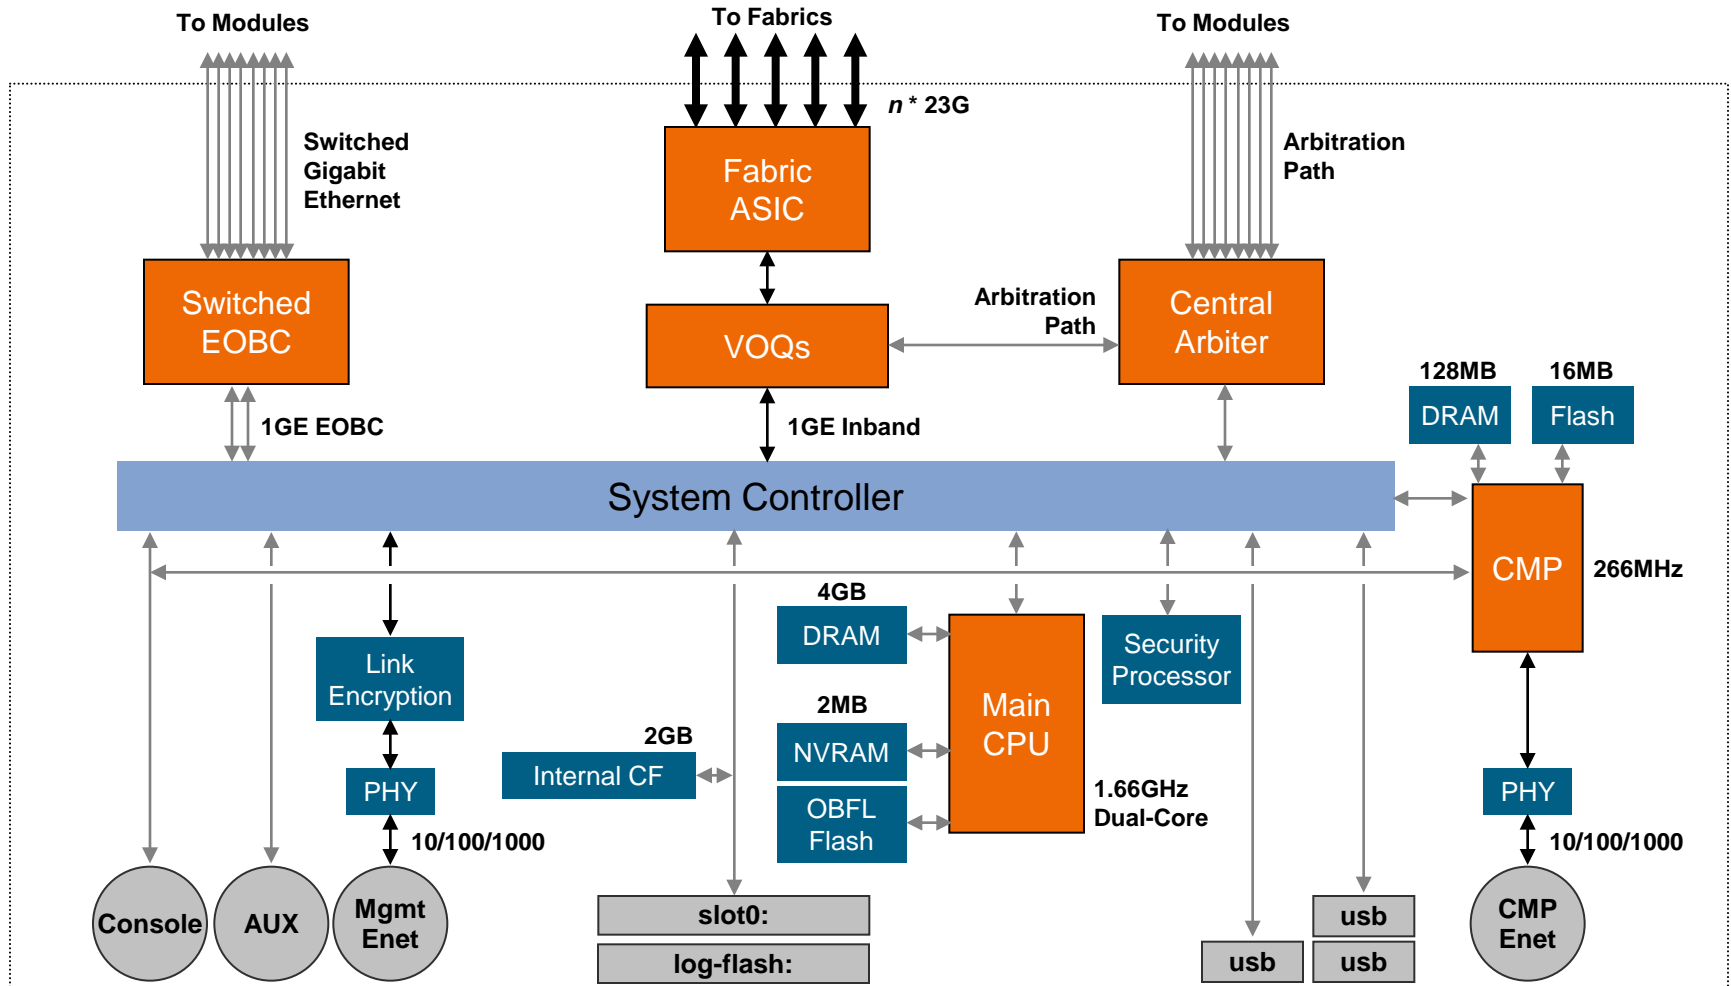 To Modules
To Fabrics
To Modules
n * 23G
Switched
Gigabit
Ethernet
Fabric
ASIC
Arbitration
Path
Switched
EOBC
VOQs
Arbitration
Path
Central
Arbiter
128MB
DRAM
16MB
Flash
1GE EOBC
1GE Inband
System Controller
CMP
266MHz
4GB
DRAM
Link
Encryption
Security
Processor
Main
CPU
2MB
NVRAM
2GB
Internal CF
PHY
OBFL
Flash
1.66GHz
Dual-Core
PHY
10/100/1000
10/100/1000
Console
AUX
Mgmt
Enet
slot0:
log-flash:
usb
usb
usb
CMP
Enet